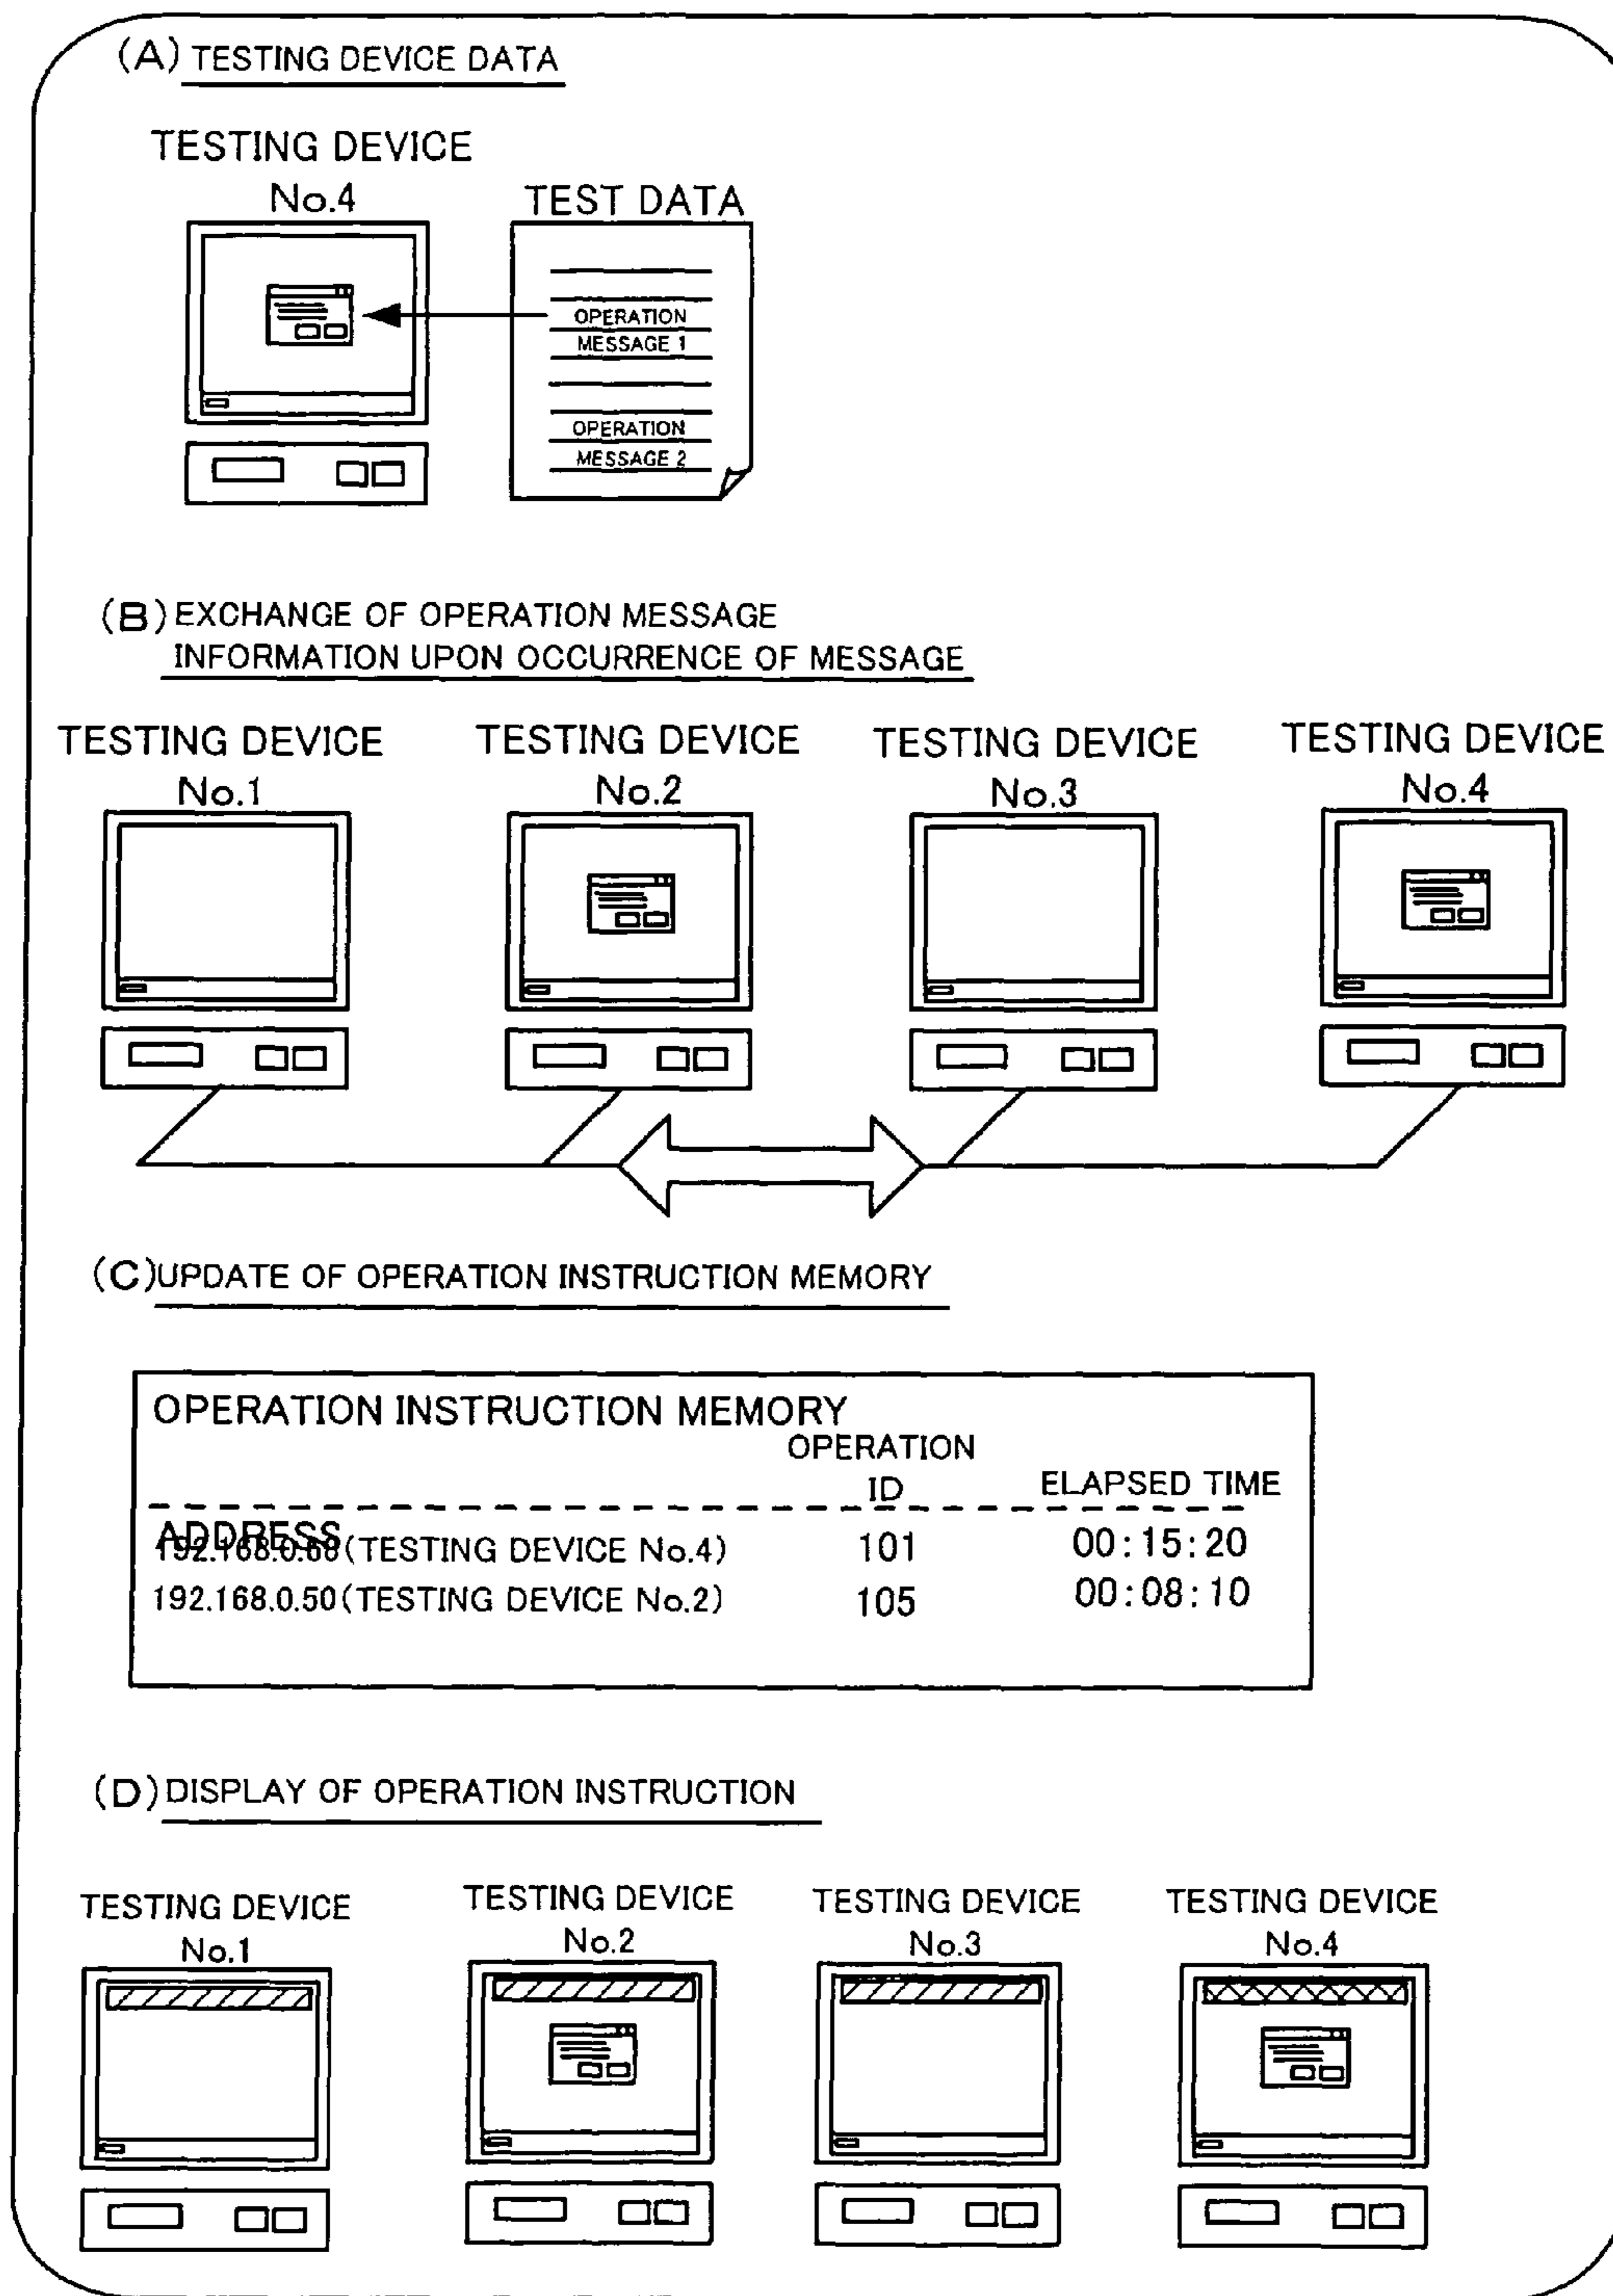 (A) TESTING DEVICE DATA
TESTING DEVICE
No.4
TEST DATA
OPERATION
MESSAGE 1
OPERATION
MESSAGE 2
(B) EXCHANGE OF OPERATION MESSAGE
INFORMATION UPON OCCURRENCE OF MESSAGE
TESTING DEVICE
No.1
TESTING DEVICE
No.2
TESTING DEVICE
No.3
TESTING DEVICE
No.4
(C) UPDATE OF OPERATION INSTRUCTION MEMORY
OPERATION INSTRUCTION MEMORY
OPERATION
ID
ELAPSED TIME
ADDRESS
(TESTING DEVICE No.4) 101 00:15:20
192.168.0.50 (TESTING DEVICE No.2) 105 00:08:10
(D) DISPLAY OF OPERATION INSTRUCTION
TESTING DEVICE
No.1
TESTING DEVICE
No.2
TESTING DEVICE
No.3
TESTING DEVICE
No.4